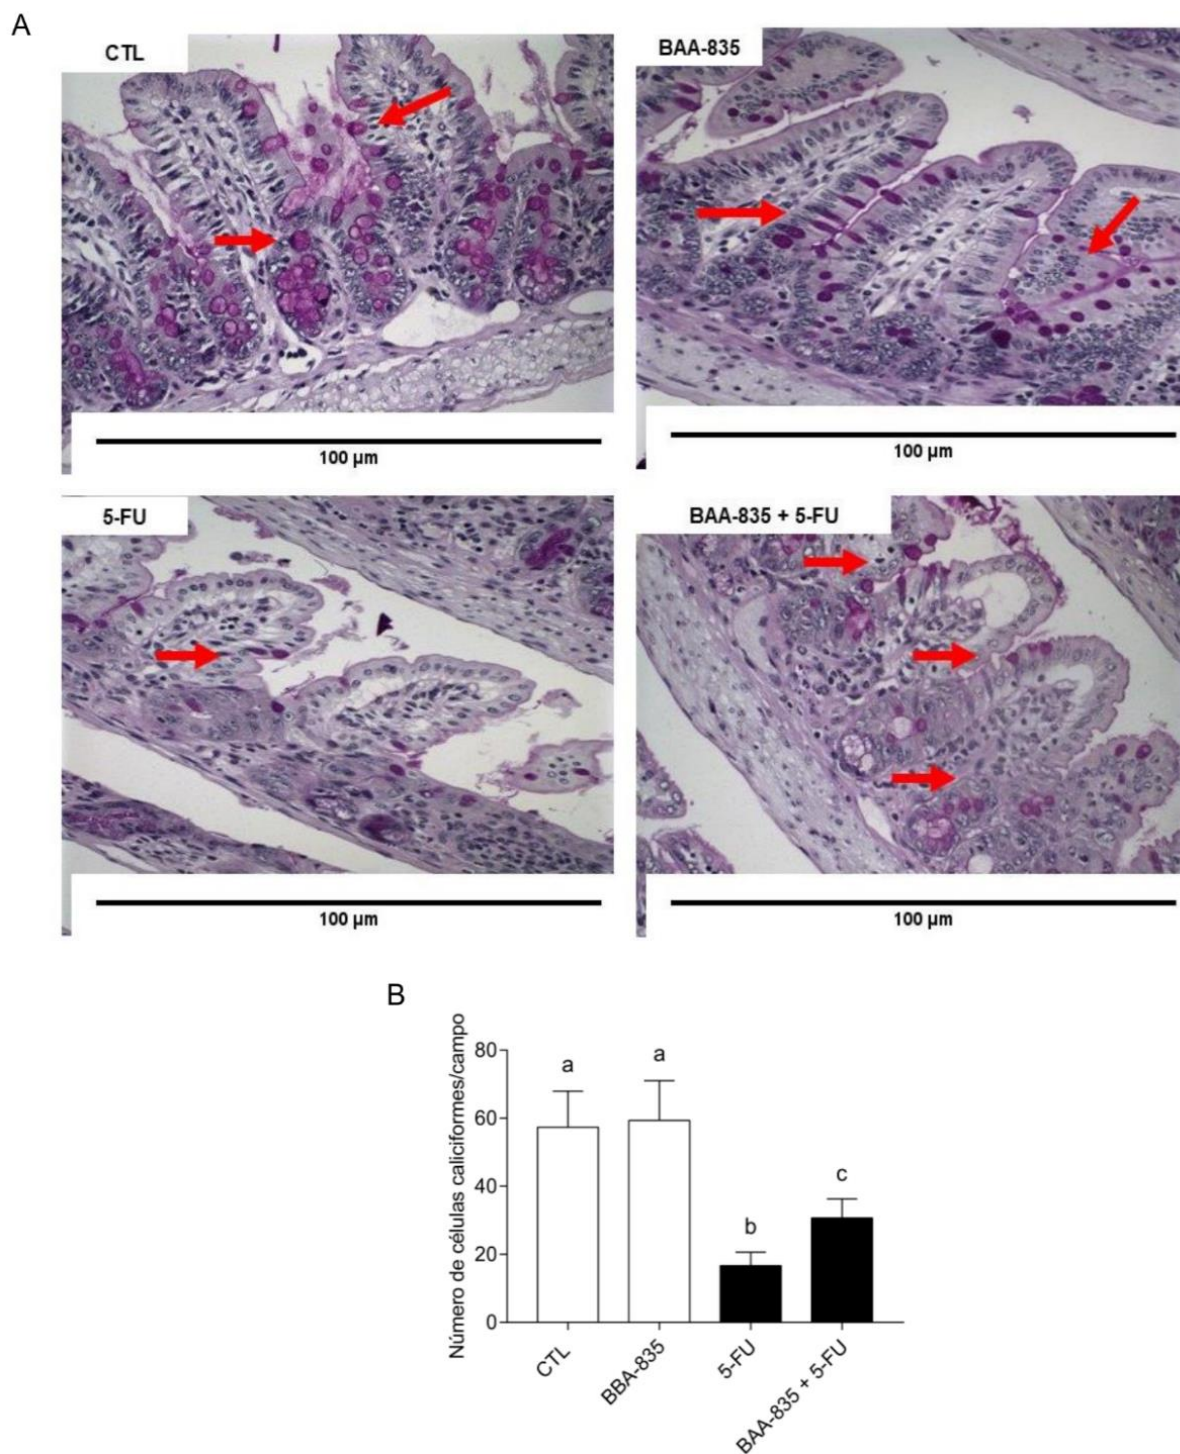 A
CTL
BAA-835
100 µm
100 µm
5-FU
BAA-835 + 5-FU
100 µm
100 µm
B
Número de células caliciformes/campo
80
60
40
20
0
a
a
b
c
CTL
BBA-835
5-FU
BAA-835 + 5-FU